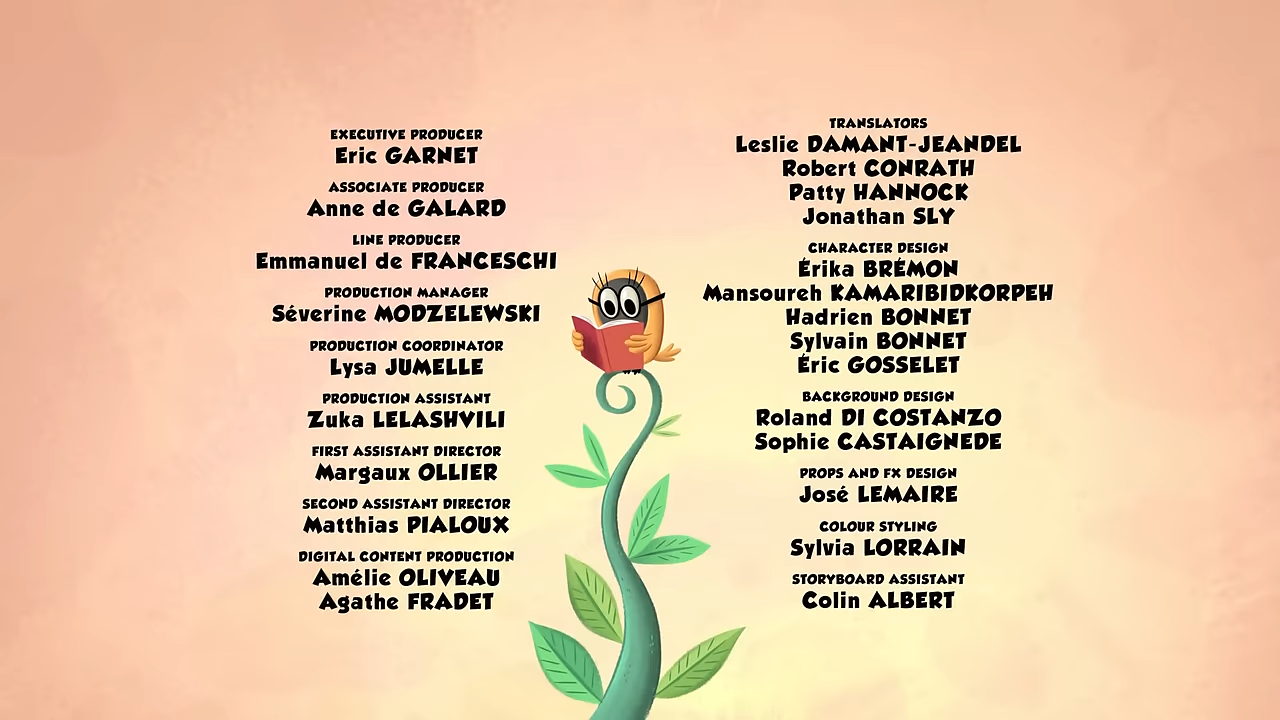 EXECUTIVE PRODUCER
Eric GARNET
ASSOCIATE PRODUCER
Anne de GALARD
LINE PRODUCER
Emmanuel de FRANCESCHI
PRODUCTION MANAGER
Séverine MODZELEWSKI
PRODUCTION COORDINATOR
Lysa JUMELLE
PRODUCTION ASSISTANT
Zuka LELASHVILI
FIRST ASSISTANT DIRECTOR
Margaux OLLIER
SECOND ASSISTANT DIRECTOR
Matthias PIALOUX
DIGITAL CONTENT PRODUCTION
Amélie OLIVEAU
Agathe FRADET
TRANSLATORS
Leslie DAMANT-JEANDEL
Robert CONRATH
Patty HANNOCK
Jonathan SLY
CHARACTER DESIGN
Érika BRÉMON
Mansoureh KAMARIBIDKORPEH
Hadrien BONNET
Sylvain BONNET
Éric GOSSELET
BACKGROUND DESIGN
Roland DI COSTANZO
Sophie CASTAIGNEDE
PROPS AND FX DESIGN
José LEMAIRE
COLOUR STYLING
Sylvia LORRAIN
STORYBOARD ASSISTANT
Colin ALBERT